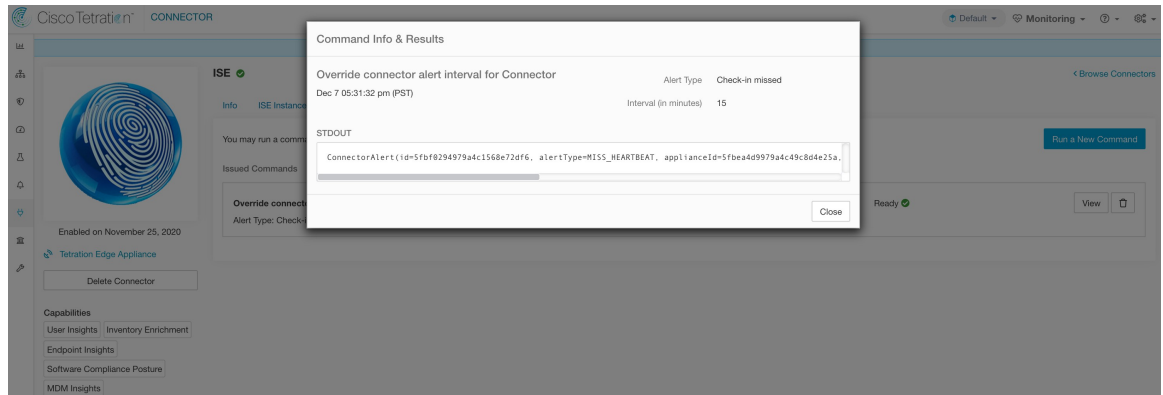 Cisco Tetration™ CONNECTOR
Default
Monitoring
Command Info & Results
Override connector alert interval for Connector
Dec 7 05:31:32 pm (PST)
Alert Type Check-in missed
Interval (in minutes) 15
STDOUT
ConnectorAlert(id=5fbf0294979a4c1568e72df6, alertType=MISS_HEARTBEAT, applianceId=5fbea4d9979a4c49c8d4e25a,
Close
ISE
< Browse Connectors
Info ISE Instance
You may run a comma
Run a New Command
Issued Commands
Override connecto
Alert Type: Check-i
Ready
View
Enabled on November 25, 2020
Tetration Edge Appliance
Delete Connector
Capabilities
User Insights Inventory Enrichment
Endpoint Insights
Software Compliance Posture
MDM Insights